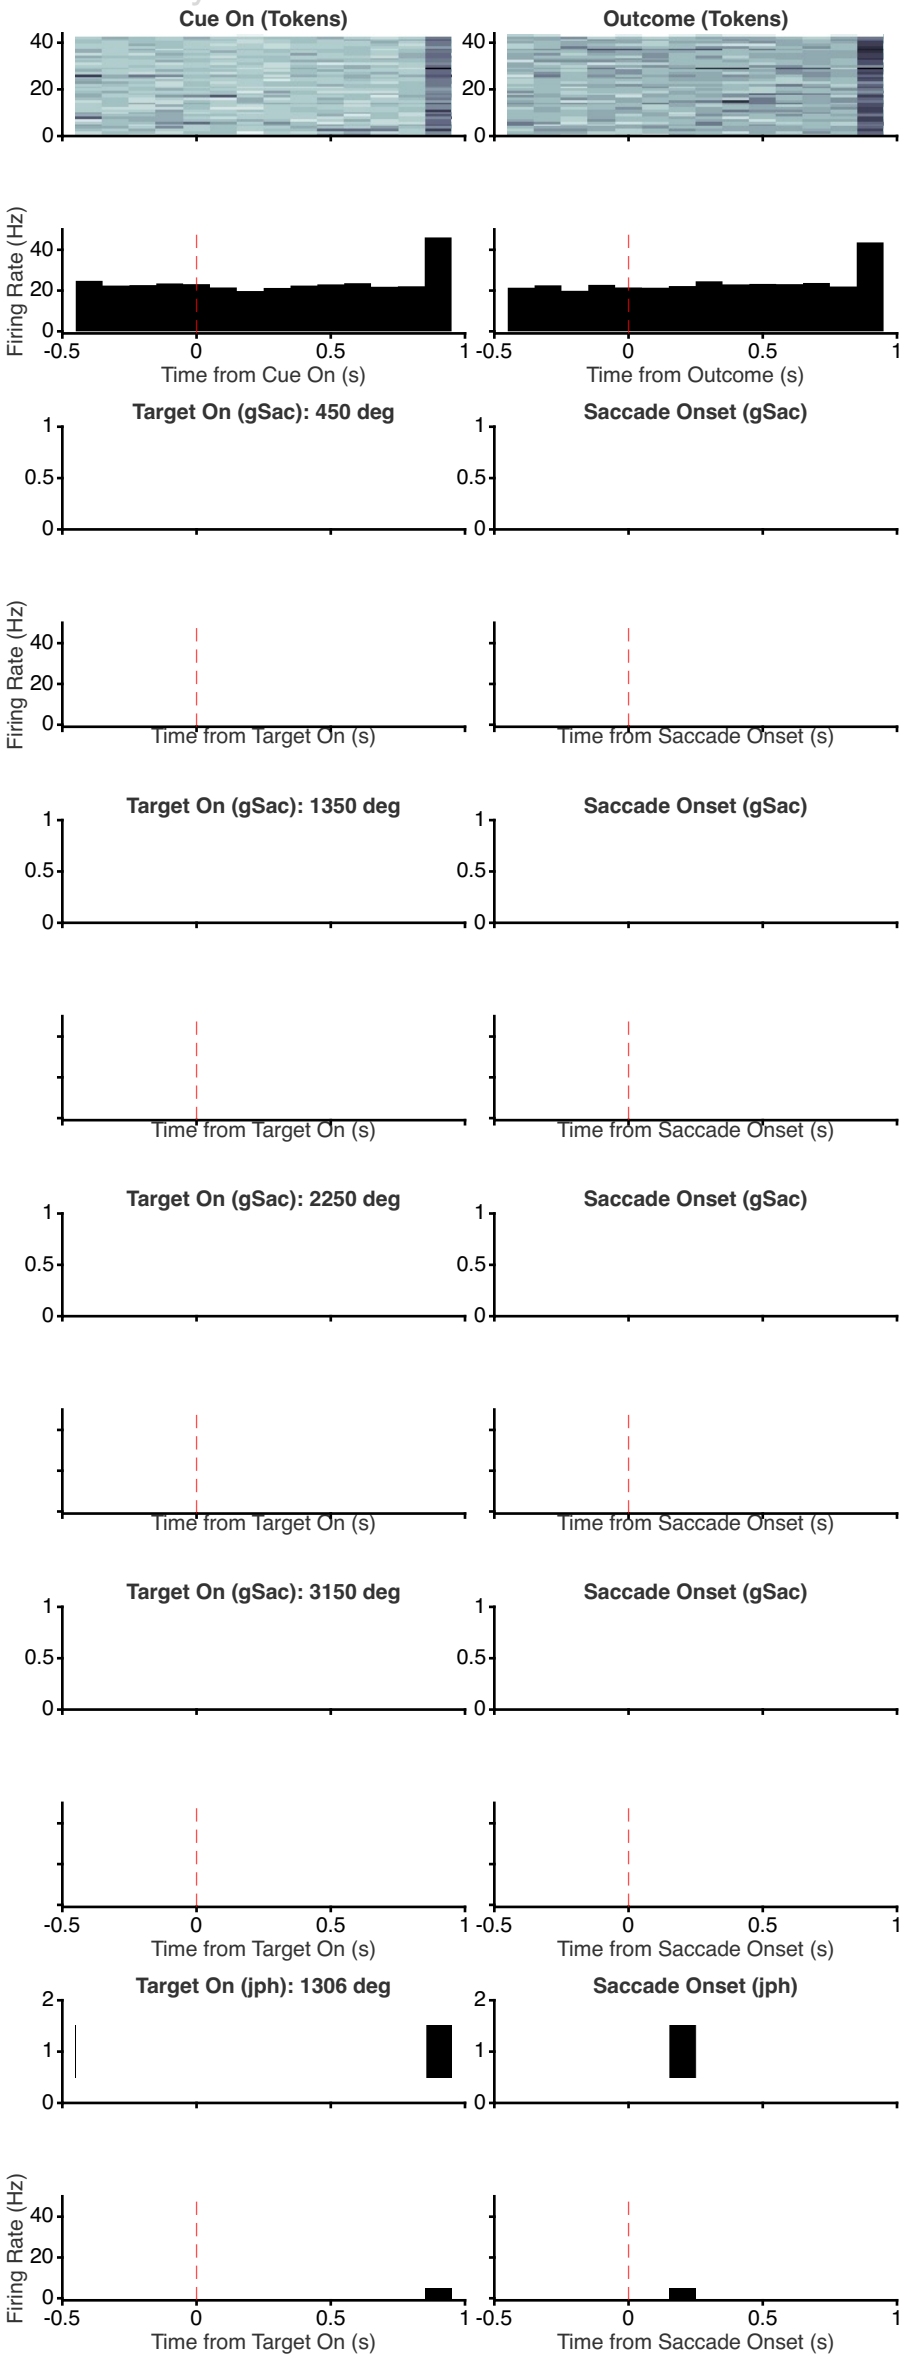 Cue On (Tokens) Outcome (Tokens)
40 40
20 20
0 0
Firing Rate (Hz)
40
20
0
-0.5 0 0.5 1 -0.5 0 0.5 1
Time from Cue On (s) Time from Outcome (s)
Target On (gSac): 450 deg Saccade Onset (gSac)
1 1
0.5 0.5
0 0
Firing Rate (Hz)
40
20
0
Time from Target On (s) Time from Saccade Onset (s)
Target On (gSac): 1350 deg Saccade Onset (gSac)
1 1
0.5 0.5
0 0
Time from Target On (s) Time from Saccade Onset (s)
Target On (gSac): 2250 deg Saccade Onset (gSac)
1 1
0.5 0.5
0 0
Time from Target On (s) Time from Saccade Onset (s)
Target On (gSac): 3150 deg Saccade Onset (gSac)
1 1
0.5 0.5
0 0
-0.5 0 0.5 1 -0.5 0 0.5 1
Time from Target On (s) Time from Saccade Onset (s)
Target On (jph): 1306 deg Saccade Onset (jph)
2 2
1 1
0 0
Firing Rate (Hz)
40
20
0
-0.5 0 0.5 1 -0.5 0 0.5 1
Time from Target On (s) Time from Saccade Onset (s)